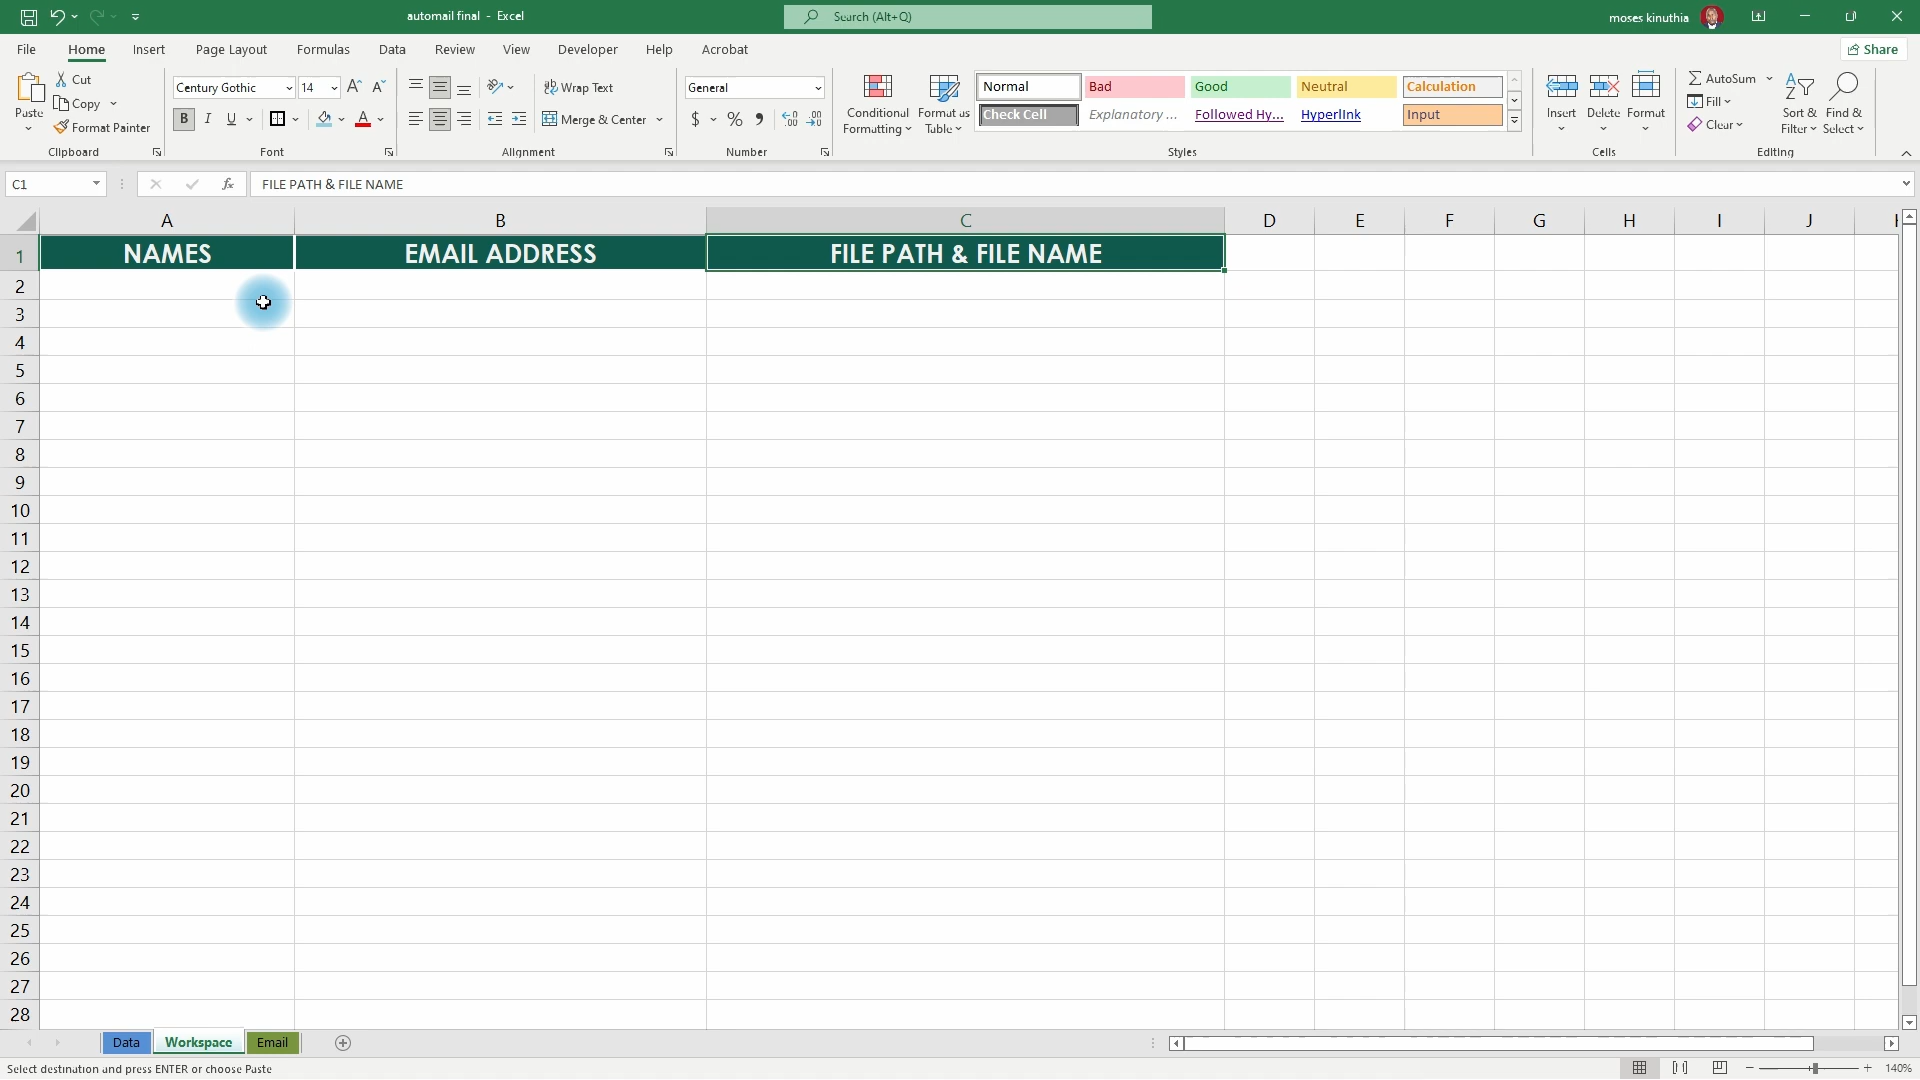 automail final - Excel
Search (Alt+Q)
moses kinuthia
File Home Insert Page Layout Formulas Data Review View Developer Help Acrobat
Share
Paste
Cut
Copy
Format Painter
Clipboard
Century Gothic 14
B I U
Font
Wrap Text
Merge & Center
Alignment
General
$ % 9
Number
Conditional Formatting
Format as Table
Normal Bad Good Neutral Calculation
Check Cell Explanatory ... Followed Hy... Hyperlink Input
Styles
Insert Delete Format
Cells
AutoSum
Fill
Clear
Sort & Filter
Find & Select
Editing
C1
fx
FILE PATH & FILE NAME
A B C D E F G H I J
1 NAMES EMAIL ADDRESS FILE PATH & FILE NAME
2
3
4
5
6
7
8
9
10
11
12
13
14
15
16
17
18
19
20
21
22
23
24
25
26
27
28
Data Workspace Email
Select destination and press ENTER or choose Paste
140%